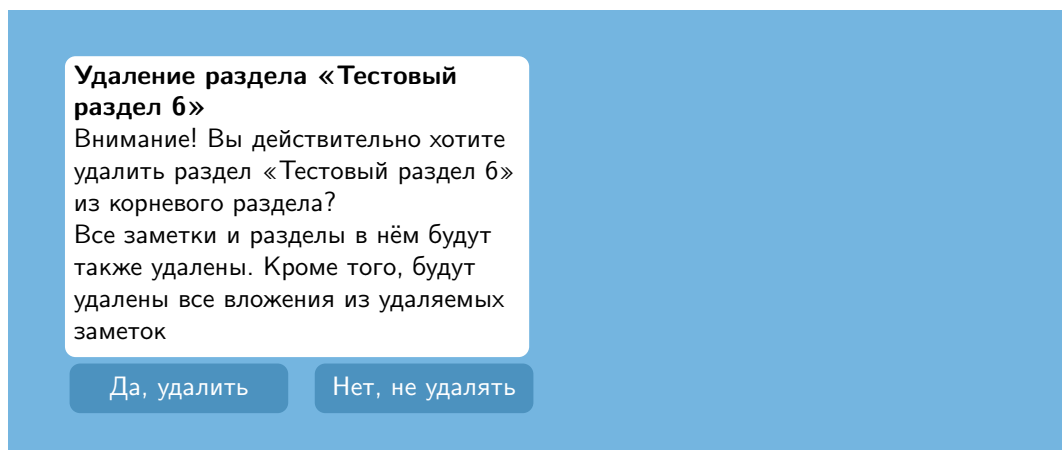 Удаление раздела «Тестовый
раздел 6»
Внимание! Вы действительно хотите
удалить раздел «Тестовый раздел 6»
из корневого раздела?
Все заметки и разделы в нём будут
также удалены. Кроме того, будут
удалены все вложения из удаляемых
заметок
Да, удалить
Нет, не удалять